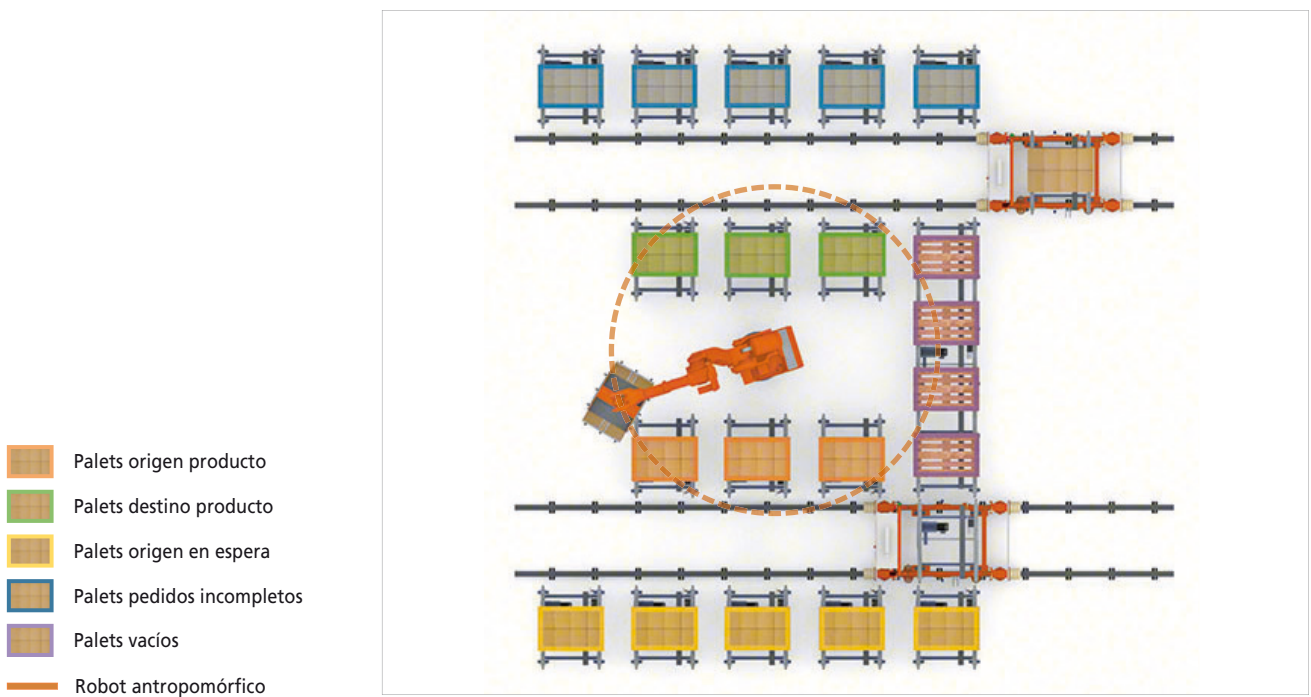 Palets origen producto
Palets destino producto
Palets origen en espera
Palets pedidos incompletos
Palets vacíos
Robot antropomórfico